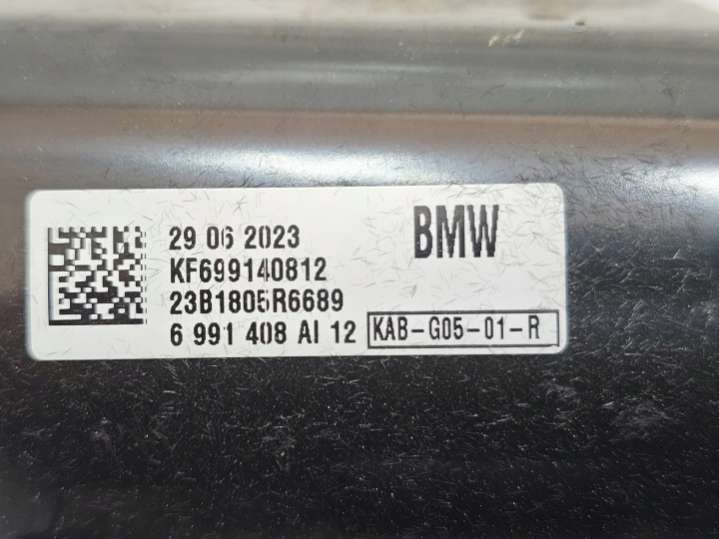 29 06 2023
BMW
KF699140812
23B1805R6689
6 991 408 AI 12 KAB-G05-01-R